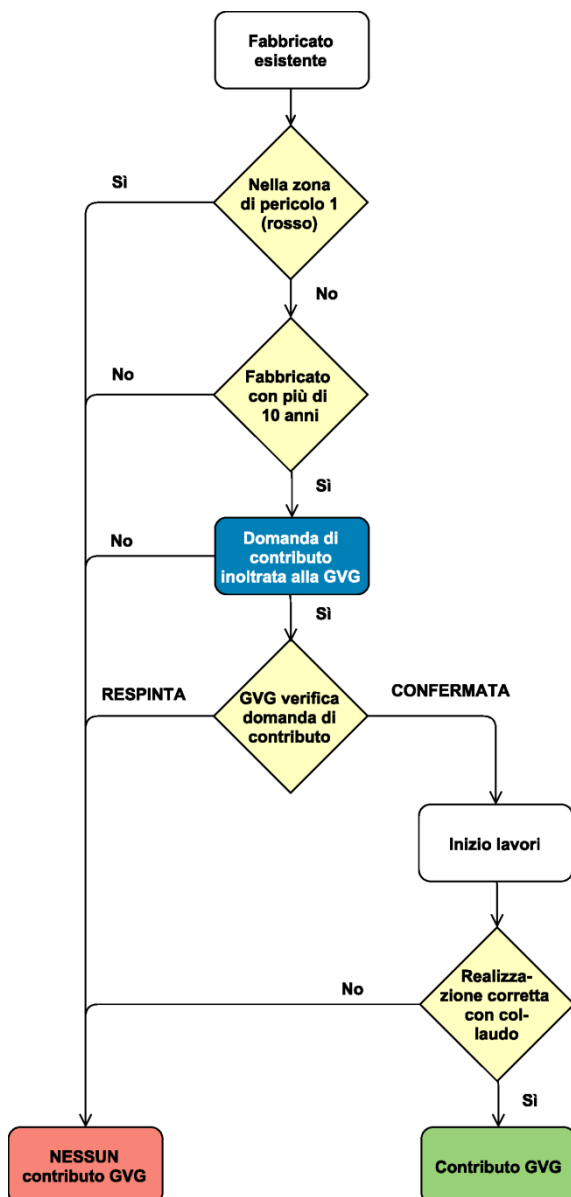 Fabbricato
esistente
Sì
Nella zona
di pericolo 1
(rosso)
No
No
Fabbricato
con più di
10 anni
Sì
No
Domanda di
contributo
inoltrata alla GVG
Sì
RESPINTA
GVG verifica
domanda di
contributo
CONFERMATA
Inizio lavori
No
Realizza-
zione corretta
con col-
laudo
Sì
NESSUN
contributo GVG
Contributo GVG